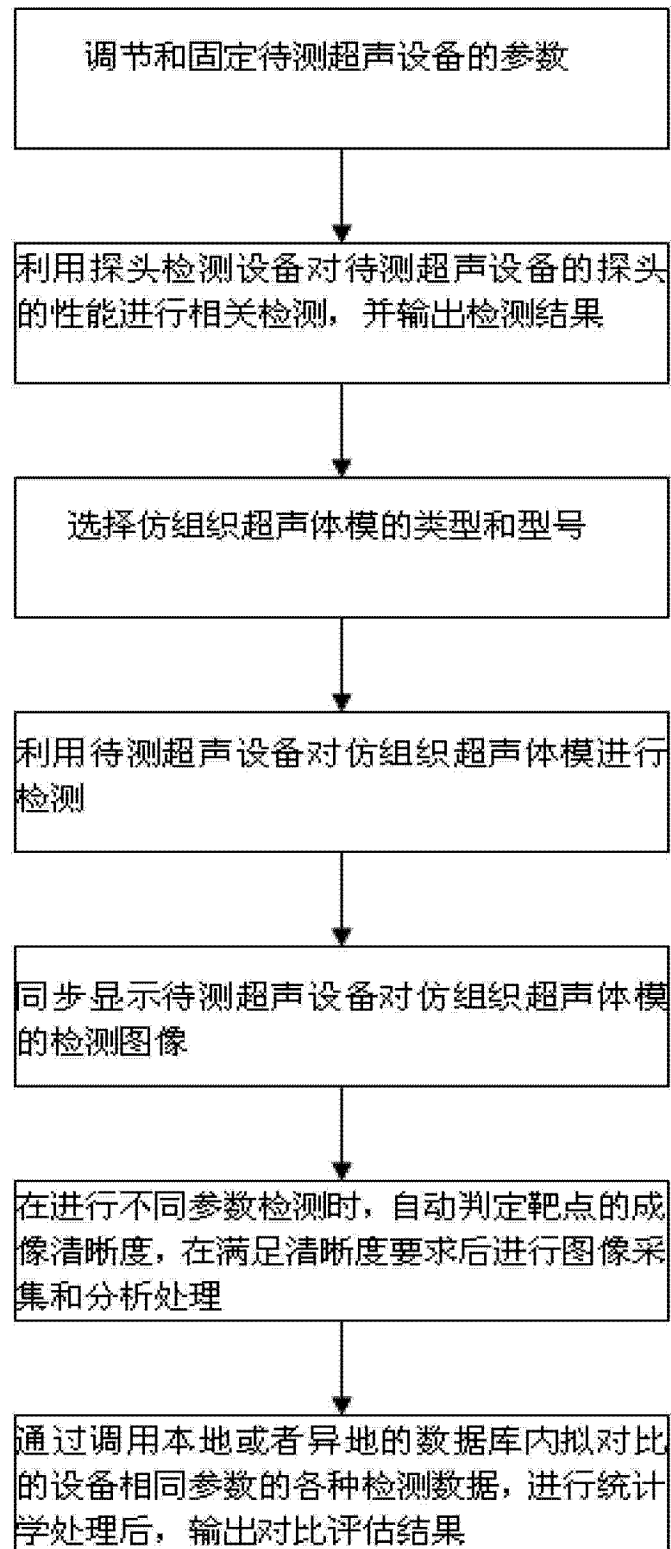 调节和固定待测超声设备的参数
利用探头检测设备对待测超声设备的探头
的性能进行相关检测，并输出检测结果
选择仿组织超声体模的类型和型号
利用待测超声设备对仿组织超声体模进行
检测
同步显示待测超声设备对仿组织超声体模
的检测图像
在进行不同参数检测时，自动判定靶点的成
像清晰度，在满足清晰度要求后进行图像采
集和分析处理
通过调用本地或者异地的数据库内拟对比
的设备相同参数的各种检测数据，进行统计
学处理后，输出对比评估结果